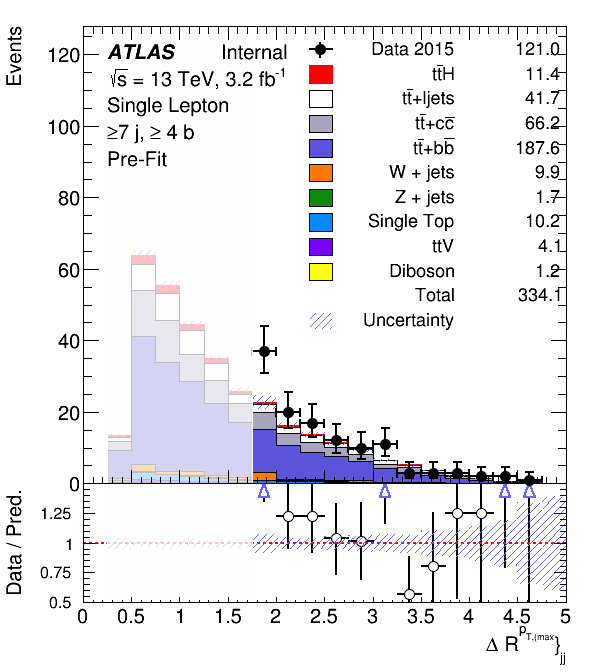 Events
120
100
80
60
40
20
0
ATLAS Internal
√s = 13 TeV, 3.2 fb⁻¹
Single Lepton
≥7 j, ≥ 4 b
Pre-Fit
Data 2015 121.0
tt̄H 11.4
tt̄+ljets 41.7
tt̄+cc̄ 66.2
tt̄+bb̄ 187.6
W + jets 9.9
Z + jets 1.7
Single Top 10.2
ttV 4.1
Diboson 1.2
Total 334.1
Uncertainty
Data / Pred.
1.25
1
0.75
0.5
0 0.5 1 1.5 2 2.5 3 3.5 4 4.5 5
Δ R^{p_{T,(max}}}_{jj}